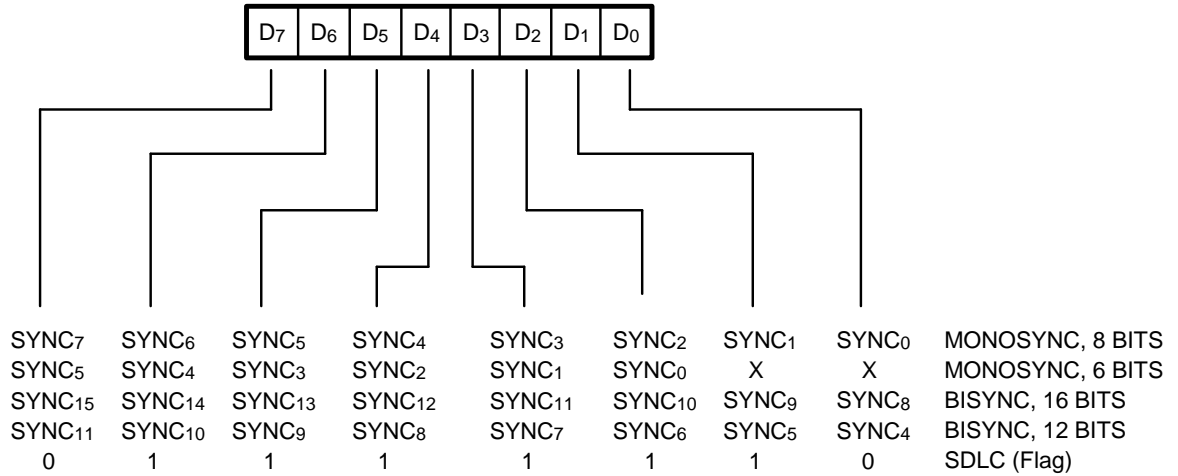 D7 D6 D5 D4 D3 D2 D1 D0
SYNC7 SYNC6 SYNC5 SYNC4 SYNC3 SYNC2 SYNC1 SYNC0 MONOSYNC, 8 BITS
SYNC5 SYNC4 SYNC3 SYNC2 SYNC1 SYNC0 X X MONOSYNC, 6 BITS
SYNC15 SYNC14 SYNC13 SYNC12 SYNC11 SYNC10 SYNC9 SYNC8 BISYNC, 16 BITS
SYNC11 SYNC10 SYNC9 SYNC8 SYNC7 SYNC6 SYNC5 SYNC4 BISYNC, 12 BITS
0 1 1 1 1 1 1 0 SDLC (Flag)